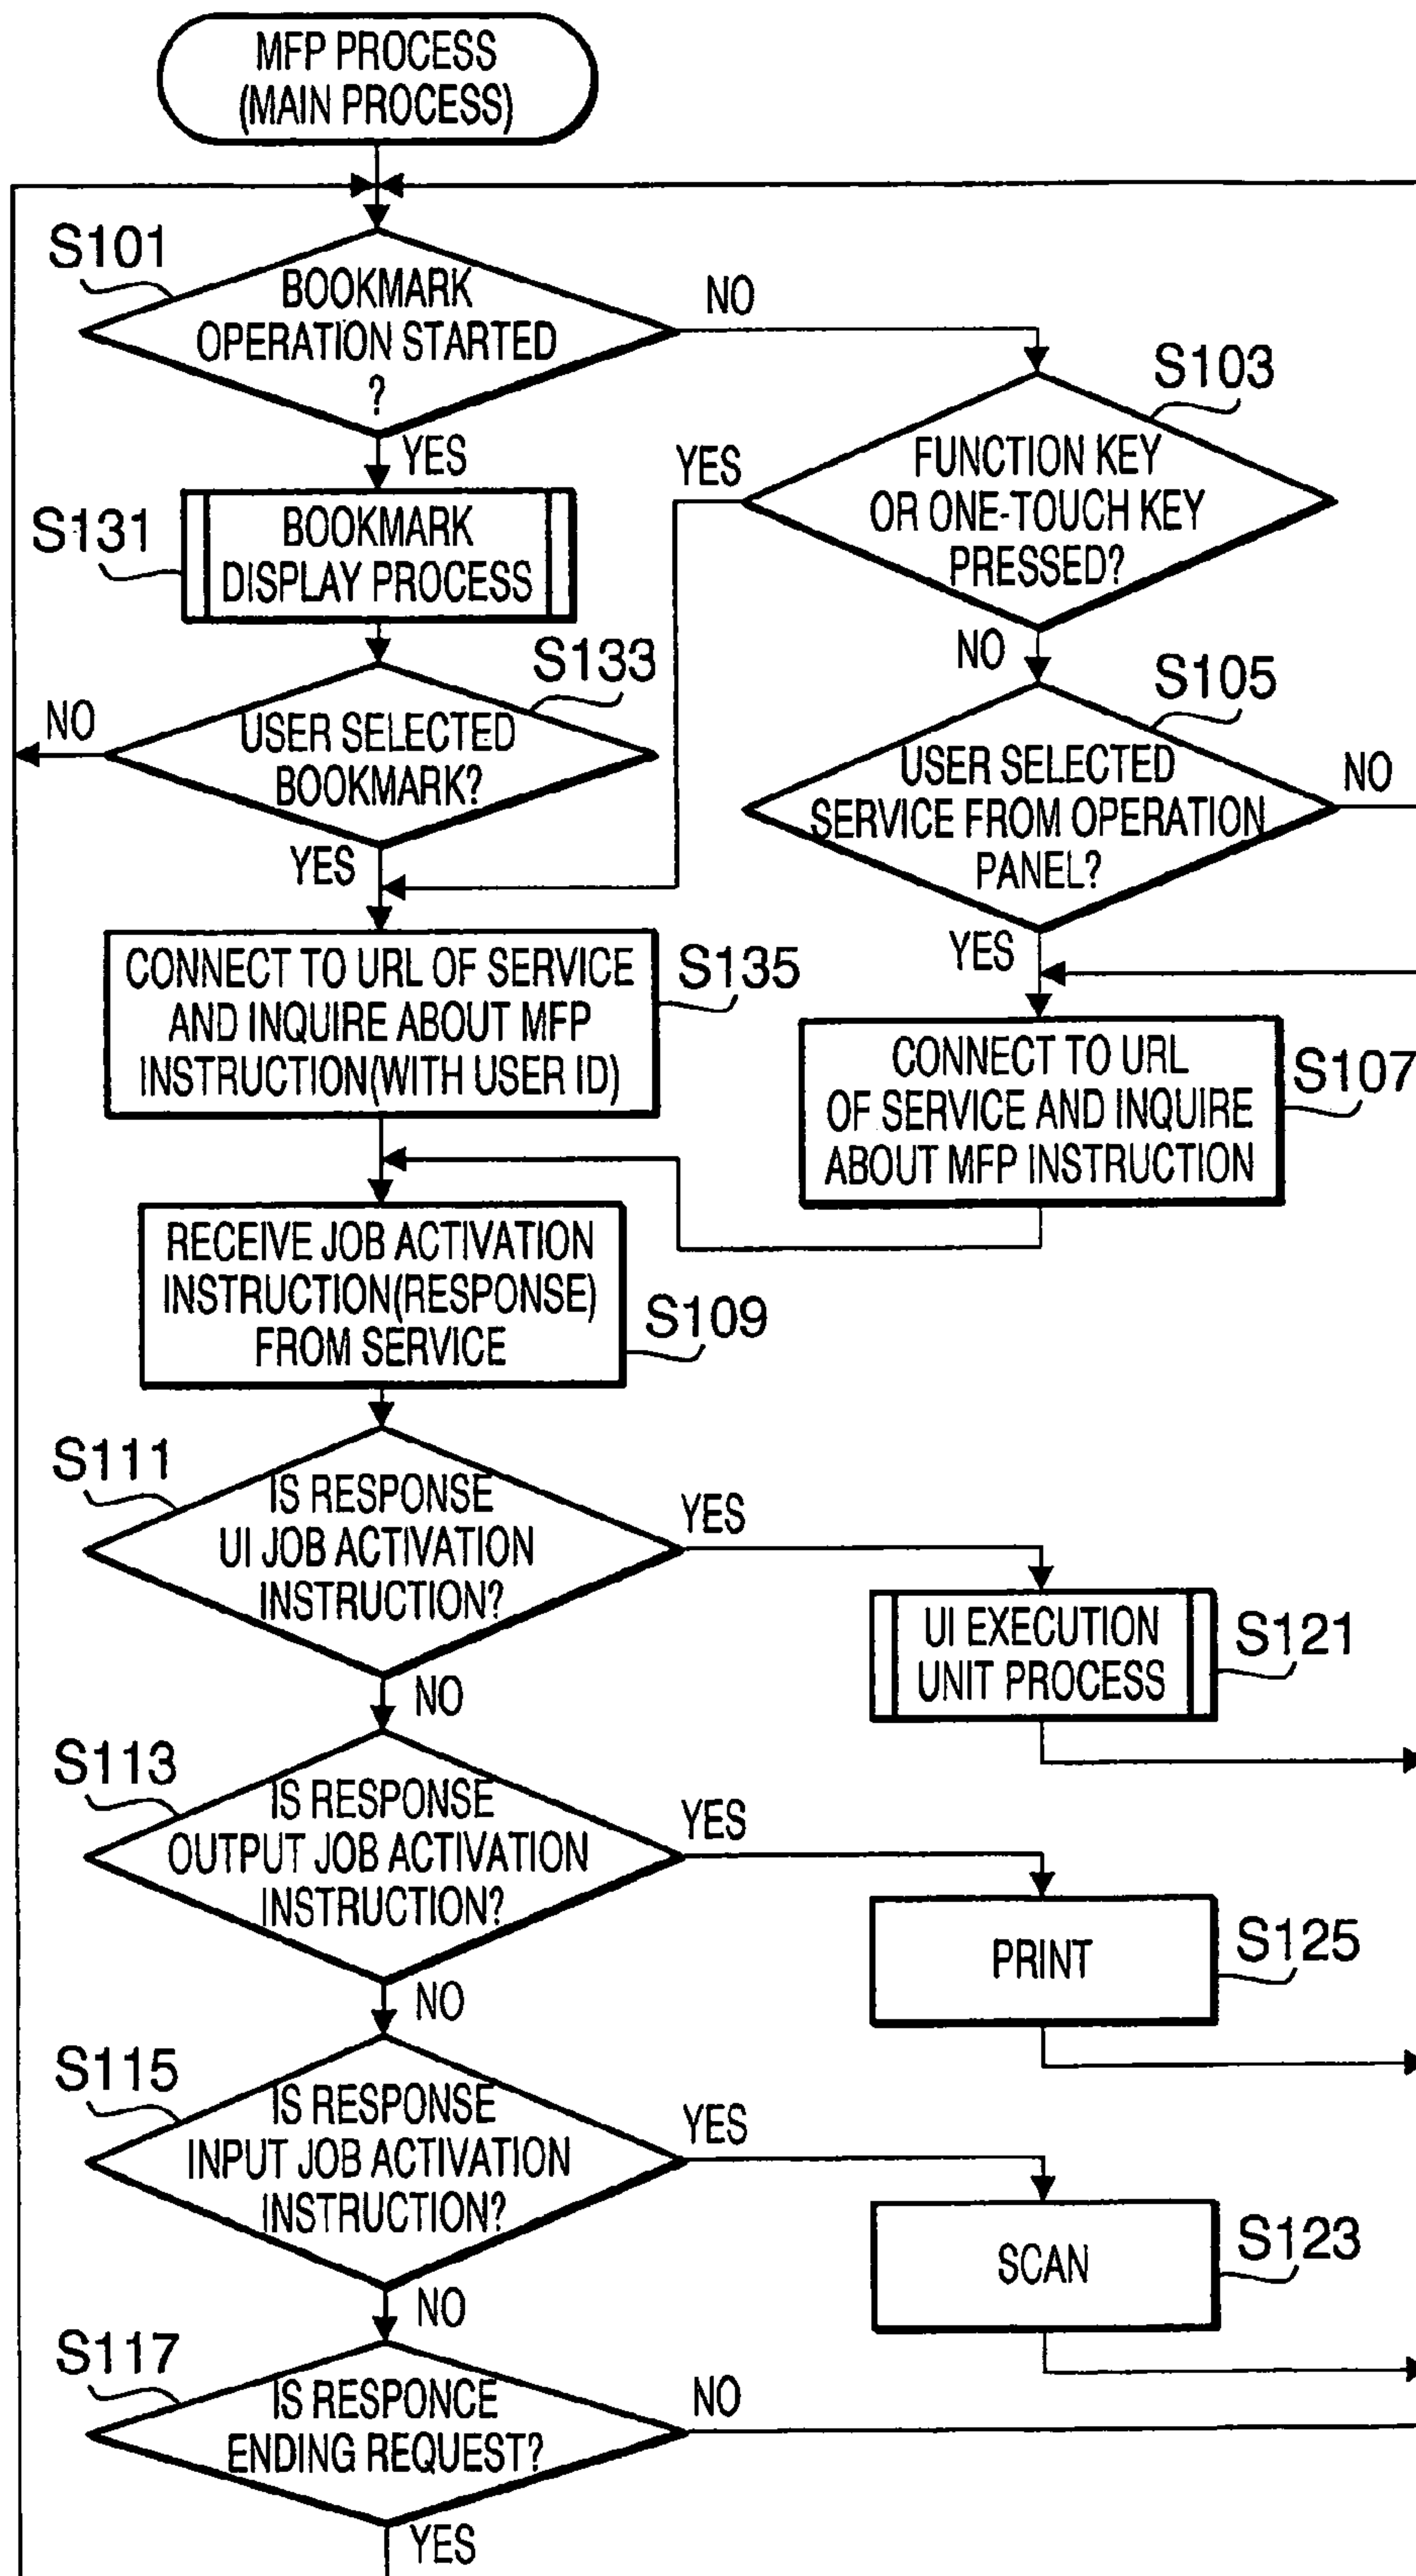 MFP PROCESS
(MAIN PROCESS)
S101
BOOKMARK
OPERATION STARTED
?
NO
YES
S103
FUNCTION KEY
OR ONE-TOUCH KEY
PRESSED?
YES
NO
S131
BOOKMARK
DISPLAY PROCESS
S133
USER SELECTED
BOOKMARK?
NO
YES
S105
USER SELECTED
SERVICE FROM OPERATION
PANEL?
NO
YES
S135
CONNECT TO URL OF SERVICE
AND INQUIRE ABOUT MFP
INSTRUCTION(WITH USER ID)
S107
CONNECT TO URL
OF SERVICE AND INQUIRE
ABOUT MFP INSTRUCTION
RECEIVE JOB ACTIVATION
INSTRUCTION(RESPONSE)
FROM SERVICE
S109
S111
IS RESPONSE
UI JOB ACTIVATION
INSTRUCTION?
YES
NO
UI EXECUTION
UNIT PROCESS
S121
S113
IS RESPONSE
OUTPUT JOB ACTIVATION
INSTRUCTION?
YES
NO
PRINT
S125
S115
IS RESPONSE
INPUT JOB ACTIVATION
INSTRUCTION?
YES
NO
SCAN
S123
S117
IS RESPONCE
ENDING REQUEST?
NO
YES